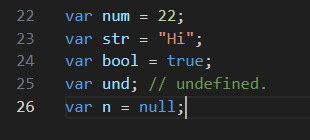 22 var num = 22;
23 var str = "Hi";
24 var bool = true;
25 var und; // undefined.
26 var n = null;